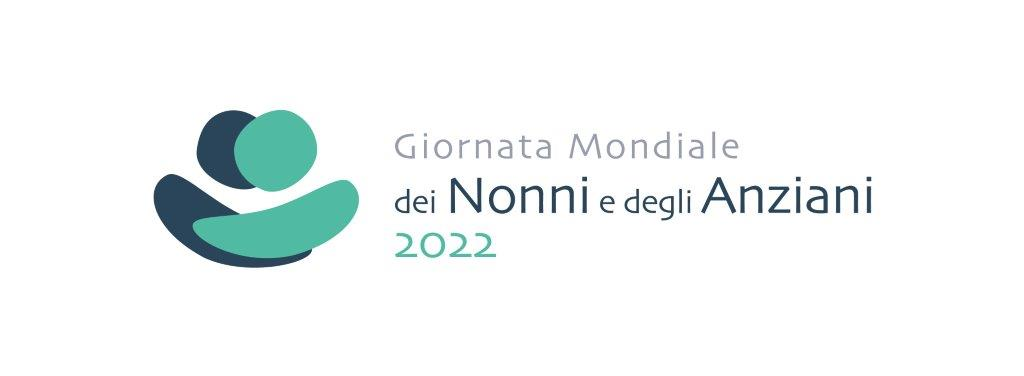 Giornata Mondiale
dei Nonni e degli Anziani
2022